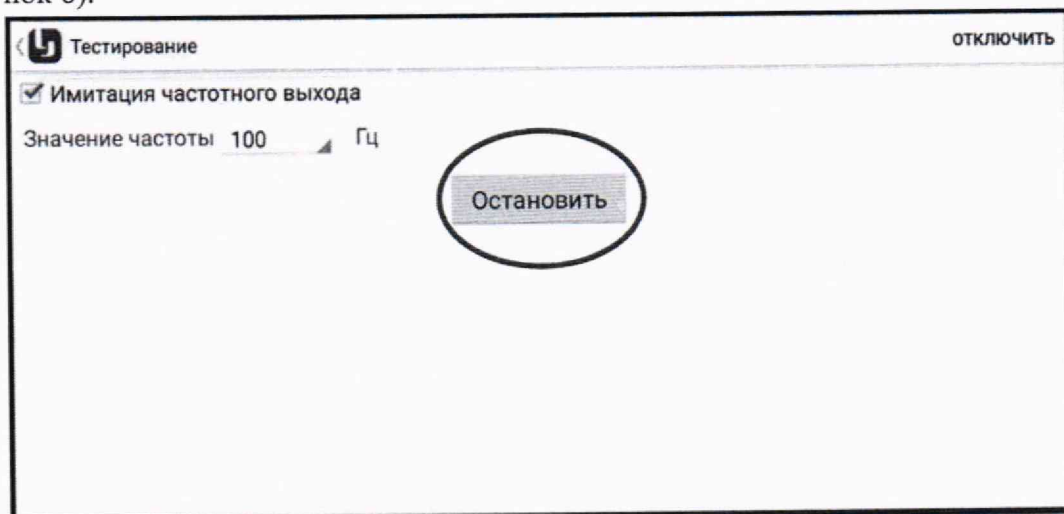 Тестирование
ОТКЛЮЧИТЬ
Имитация частотного выхода
Значение частоты 100 Гц
Остановить